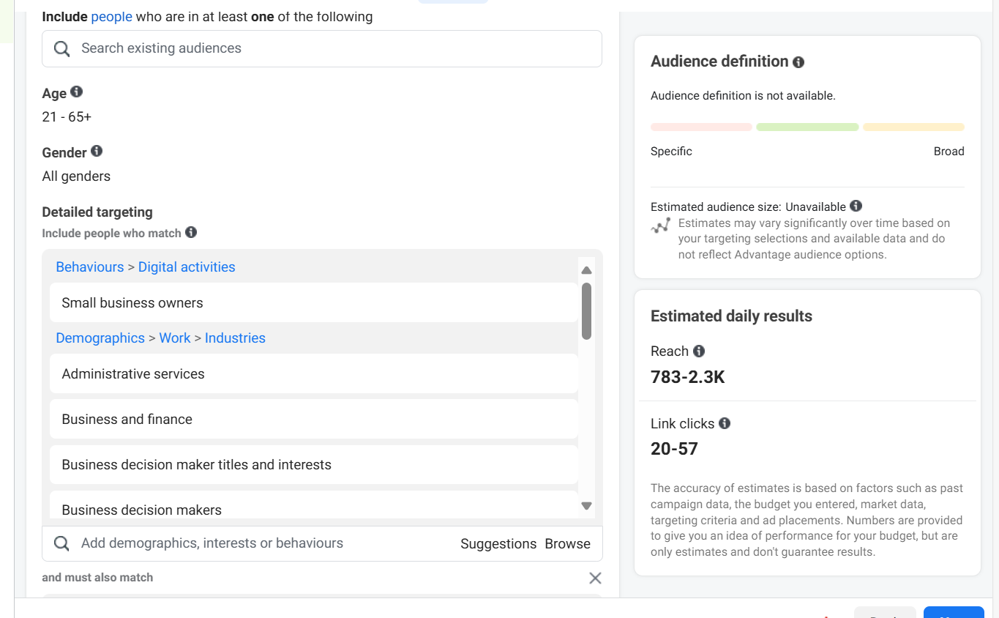 Include people who are in at least one of the following
Search existing audiences
Age
21 - 65+
Gender
All genders
Detailed targeting
Include people who match
Behaviours > Digital activities
Small business owners
Demographics > Work > Industries
Administrative services
Business and finance
Business decision maker titles and interests
Business decision makers
Add demographics, interests or behaviours
Suggestions Browse
and must also match
Audience definition
Audience definition is not available.
Specific
Broad
Estimated audience size: Unavailable
Estimates may vary significantly over time based on
your targeting selections and available data and do
not reflect Advantage audience options.
Estimated daily results
Reach
783-2.3K
Link clicks
20-57
The accuracy of estimates is based on factors such as past
campaign data, the budget you entered, market data,
targeting criteria and ad placements. Numbers are provided
to give you an idea of performance for your budget, but are
only estimates and don't guarantee results.